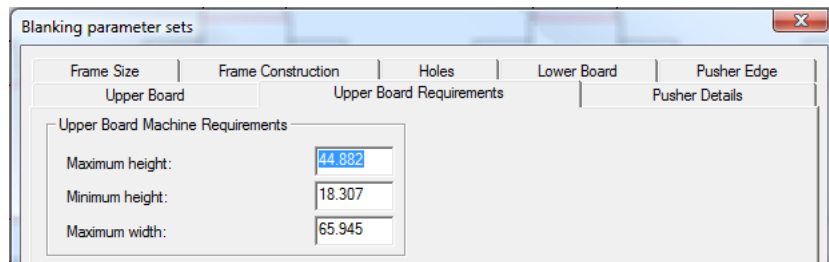 Blanking parameter sets
Frame Size Frame Construction Holes Lower Board Pusher Edge
Upper Board Upper Board Requirements Pusher Details
Upper Board Machine Requirements
Maximum height: 44.882
Minimum height: 18.307
Maximum width: 65.945